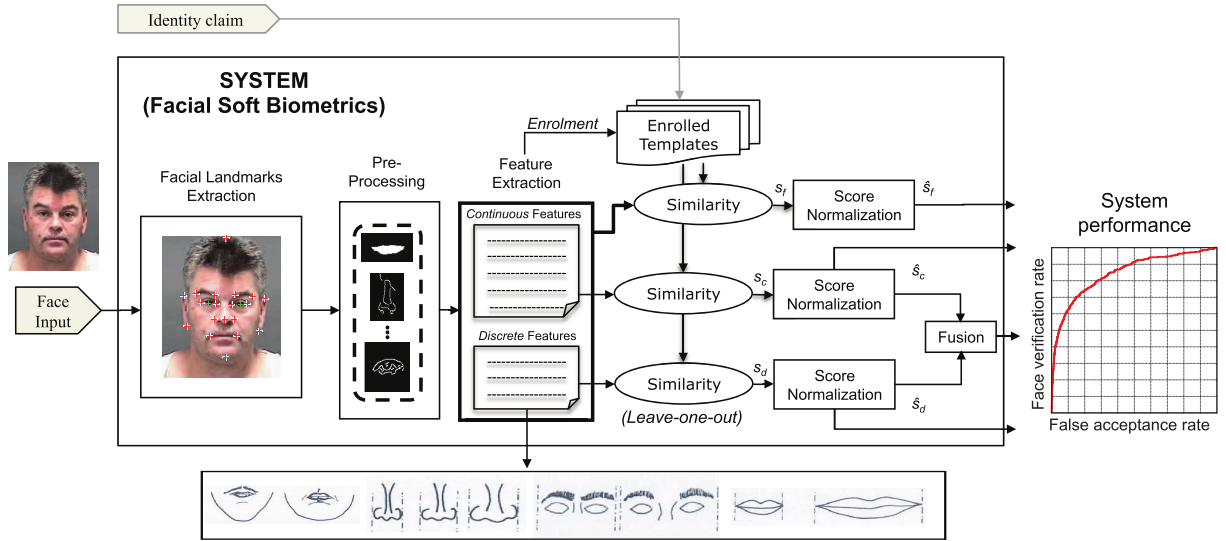 Identity claim
SYSTEM
(Facial Soft Biometrics)
Enrolment
Enrolled
Templates
Facial Landmarks
Extraction
Pre-
Processing
Feature
Extraction
Continuous Features
Discrete Features
Face
Input
Similarity
s_f
Score
Normalization
ŝ_f
Similarity
s_c
Score
Normalization
ŝ_c
Fusion
Similarity
s_d
Score
Normalization
ŝ_d
(Leave-one-out)
System
performance
Face verification rate
False acceptance rate